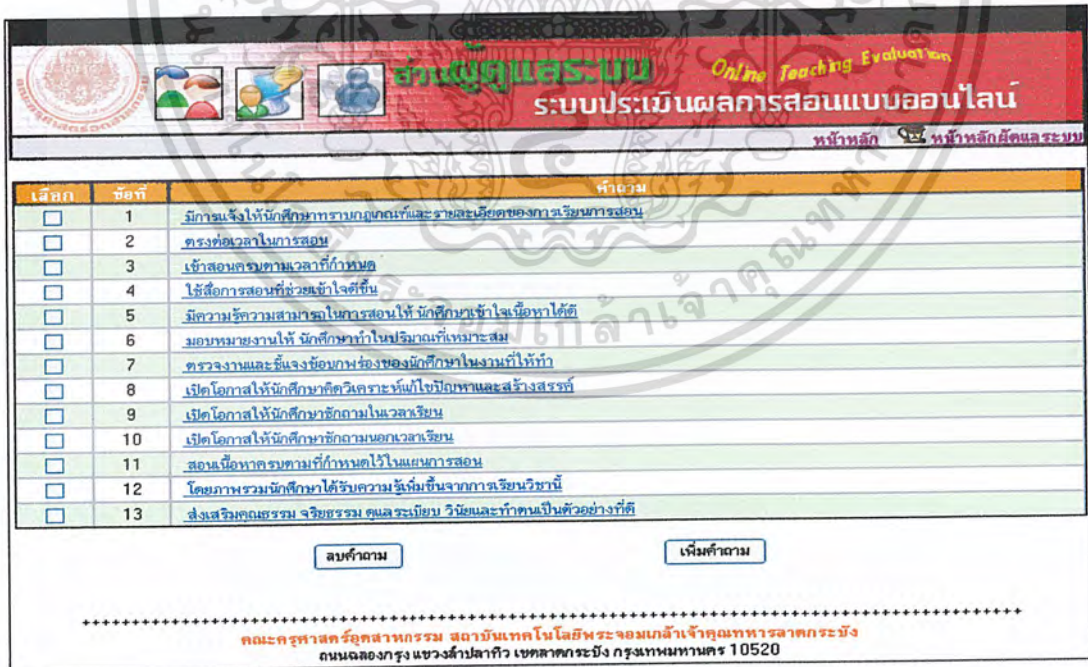 ส่วนผู้ดูแลระบบ
Online Teaching Evaluation
ระบบประเมินผลการสอนแบบออนไลน์
หน้าหลัก หน้าหลักผู้ดูแลระบบ
เลือก ข้อที่ คำถาม
1 มีการแจ้งให้นักศึกษาทราบกฎเกณฑ์และรายละเอียดของการเรียนการสอน
2 ตรงต่อเวลาในการสอน
3 เข้าสอนครบตามเวลาที่กำหนด
4 ใช้สื่อการสอนที่ช่วยเข้าใจดีขึ้น
5 มีความรู้ความสามารถในการสอนให้ นักศึกษาเข้าใจเนื้อหาได้ดี
6 มอบหมายงานให้ นักศึกษาทำในปริมาณที่เหมาะสม
7 ตรวจงานและชี้แจงข้อบกพร่องของนักศึกษาในงานที่ให้ทำ
8 เปิดโอกาสให้นักศึกษาคิดวิเคราะห์แก้ไขปัญหาและสร้างสรรค์
9 เปิดโอกาสให้นักศึกษาซักถามในเวลาเรียน
10 เปิดโอกาสให้นักศึกษาซักถามนอกเวลาเรียน
11 สอนเนื้อหาครบตามที่กำหนดไว้ในแผนการสอน
12 โดยภาพรวมนักศึกษาได้รับความรู้เพิ่มขึ้นจากการเรียนวิชานี้
13 ส่งเสริมคุณธรรม จริยธรรม ดูแลระเบียบ วินัยและทำตนเป็นตัวอย่างที่ดี
ลบคำถาม เพิ่มคำถาม
คณะครุศาสตร์อุตสาหกรรม สถาบันเทคโนโลยีพระจอมเกล้าเจ้าคุณทหารลาดกระบัง
ถนนฉลองกรุง แขวงลำปลาทิว เขตลาดกระบัง กรุงเทพมหานคร 10520